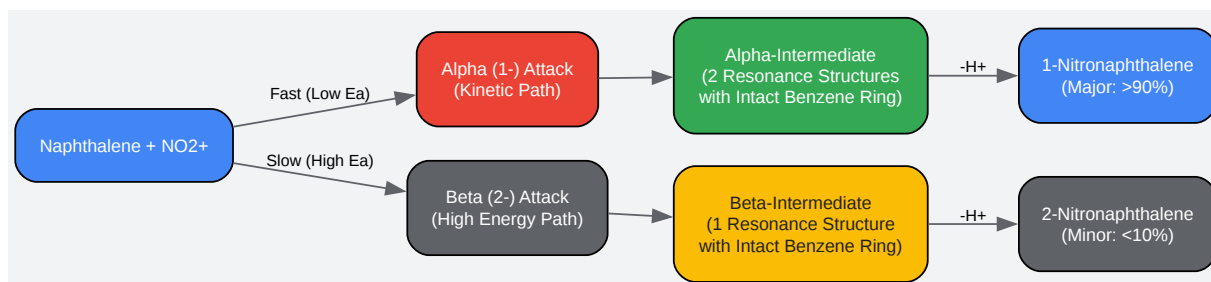 Naphthalene + NO2+
Fast (Low Ea)
Slow (High Ea)
Alpha (1-) Attack
(Kinetic Path)
Alpha-Intermediate
(2 Resonance Structures
with Intact Benzene Ring)
-H+
1-Nitronaphthalene
(Major: >90%)
Beta (2-) Attack
(High Energy Path)
Beta-Intermediate
(1 Resonance Structure
with Intact Benzene Ring)
-H+
2-Nitronaphthalene
(Minor: <10%)